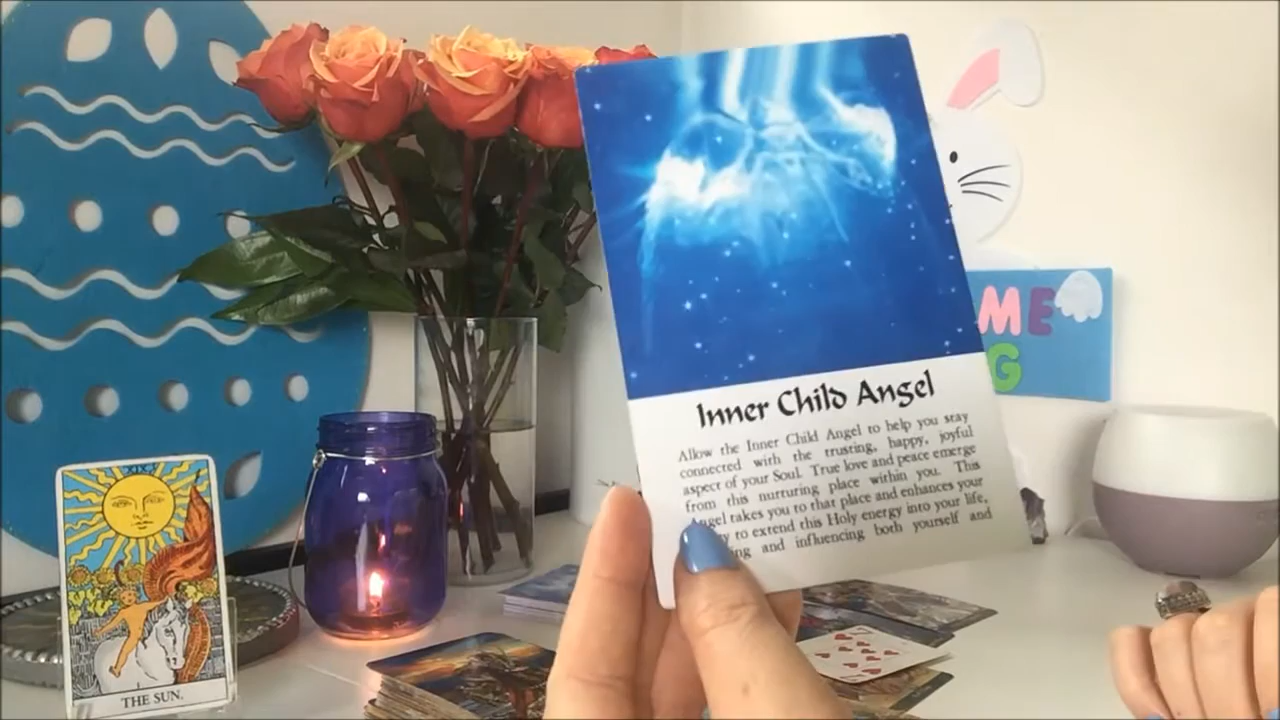 Inner Child Angel
Allow the Inner Child Angel to help you stay
connected with the trusting, happy, joyful
aspect of your Soul. True love and peace emerge
from this nurturing place within you. This
Angel takes you to that place and enhances your
to extend this Holy energy into your life,
and influencing both yourself and
XIX
THE SUN.
ME
G